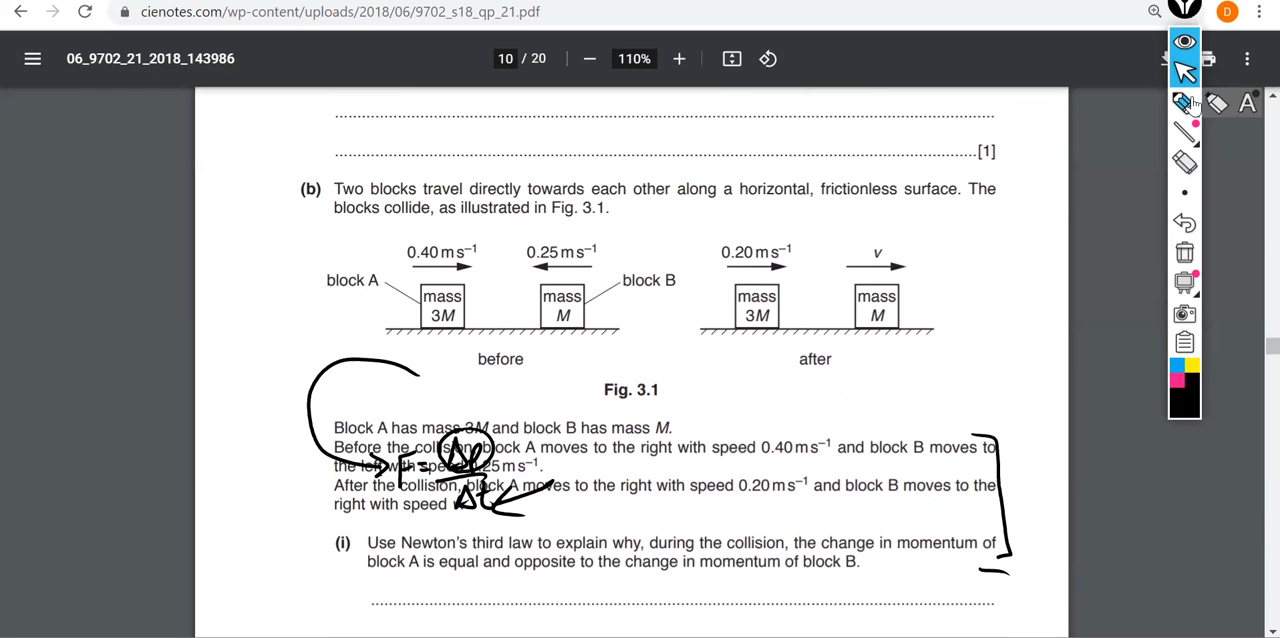 cienotes.com/wp-content/uploads/2018/06/9702_s18_qp_21.pdf
D
06_9702_21_2018_143986
10 / 20
110%
A
[1]
(b) Two blocks travel directly towards each other along a horizontal, frictionless surface. The
blocks collide, as illustrated in Fig. 3.1.
0.40 m s⁻¹ 0.25 m s⁻¹ 0.20 m s⁻¹ v
block A block B
mass 3M mass M mass 3M mass M
before after
Fig. 3.1
Block A has mass 3M and block B has mass M.
Before the collision, block A moves to the right with speed 0.40 m s⁻¹ and block B moves to
the left with speed 0.25 m s⁻¹.
F = Δp / Δt
After the collision, block A moves to the right with speed 0.20 m s⁻¹ and block B moves to the
right with speed
(i) Use Newton's third law to explain why, during the collision, the change in momentum of
block A is equal and opposite to the change in momentum of block B.